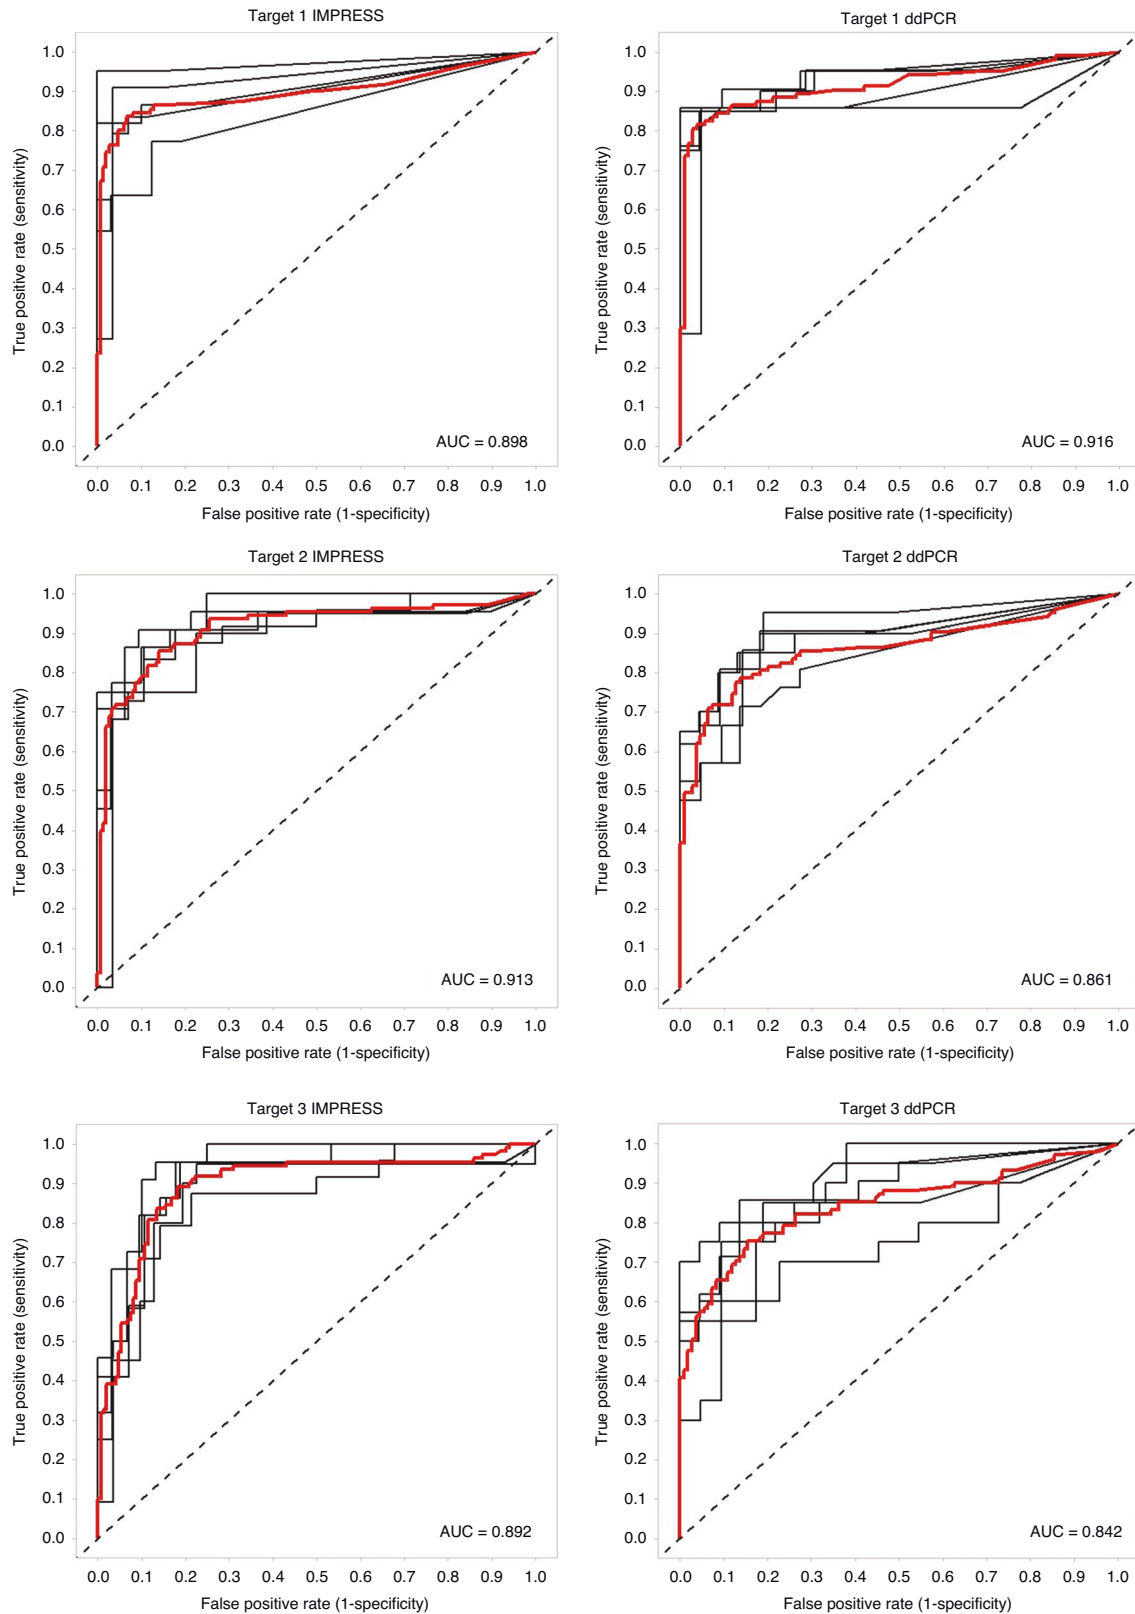 Target 1 IMPRESS
True positive rate (sensitivity)
1.0
0.9
0.8
0.7
0.6
0.5
0.4
0.3
0.2
0.1
0.0
AUC = 0.898
0.0 0.1 0.2 0.3 0.4 0.5 0.6 0.7 0.8 0.9 1.0
False positive rate (1-specificity)
Target 1 ddPCR
True positive rate (sensitivity)
1.0
0.9
0.8
0.7
0.6
0.5
0.4
0.3
0.2
0.1
0.0
AUC = 0.916
0.0 0.1 0.2 0.3 0.4 0.5 0.6 0.7 0.8 0.9 1.0
False positive rate (1-specificity)
Target 2 IMPRESS
True positive rate (sensitivity)
1.0
0.9
0.8
0.7
0.6
0.5
0.4
0.3
0.2
0.1
0.0
AUC = 0.913
0.0 0.1 0.2 0.3 0.4 0.5 0.6 0.7 0.8 0.9 1.0
False positive rate (1-specificity)
Target 2 ddPCR
True positive rate (sensitivity)
1.0
0.9
0.8
0.7
0.6
0.5
0.4
0.3
0.2
0.1
0.0
AUC = 0.861
0.0 0.1 0.2 0.3 0.4 0.5 0.6 0.7 0.8 0.9 1.0
False positive rate (1-specificity)
Target 3 IMPRESS
True positive rate (sensitivity)
1.0
0.9
0.8
0.7
0.6
0.5
0.4
0.3
0.2
0.1
0.0
AUC = 0.892
0.0 0.1 0.2 0.3 0.4 0.5 0.6 0.7 0.8 0.9 1.0
False positive rate (1-specificity)
Target 3 ddPCR
True positive rate (sensitivity)
1.0
0.9
0.8
0.7
0.6
0.5
0.4
0.3
0.2
0.1
0.0
AUC = 0.842
0.0 0.1 0.2 0.3 0.4 0.5 0.6 0.7 0.8 0.9 1.0
False positive rate (1-specificity)